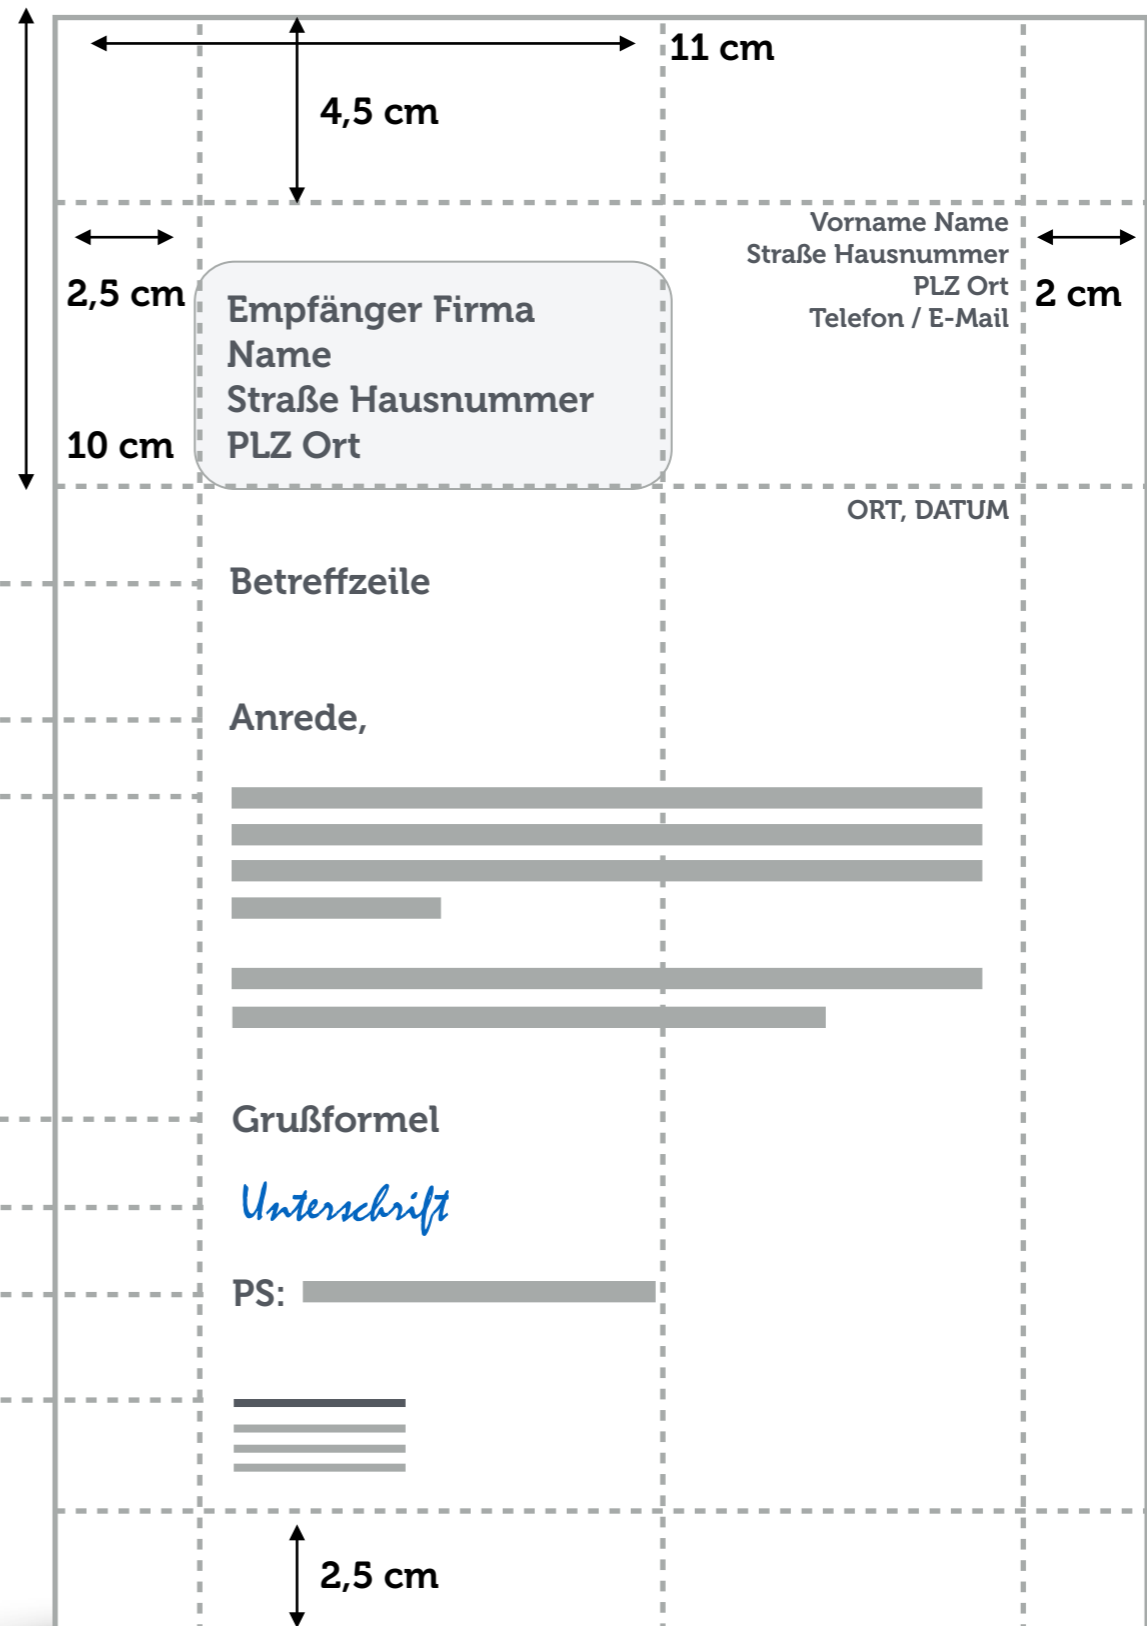 11 cm
4,5 cm
Vorname Name
Straße Hausnummer
PLZ Ort
Telefon / E-Mail
2,5 cm
2 cm
Empfänger Firma
Name
Straße Hausnummer
PLZ Ort
10 cm
ORT, DATUM
Betreffzeile
Anrede,
Grußformel
Unterschrift
PS:
2,5 cm